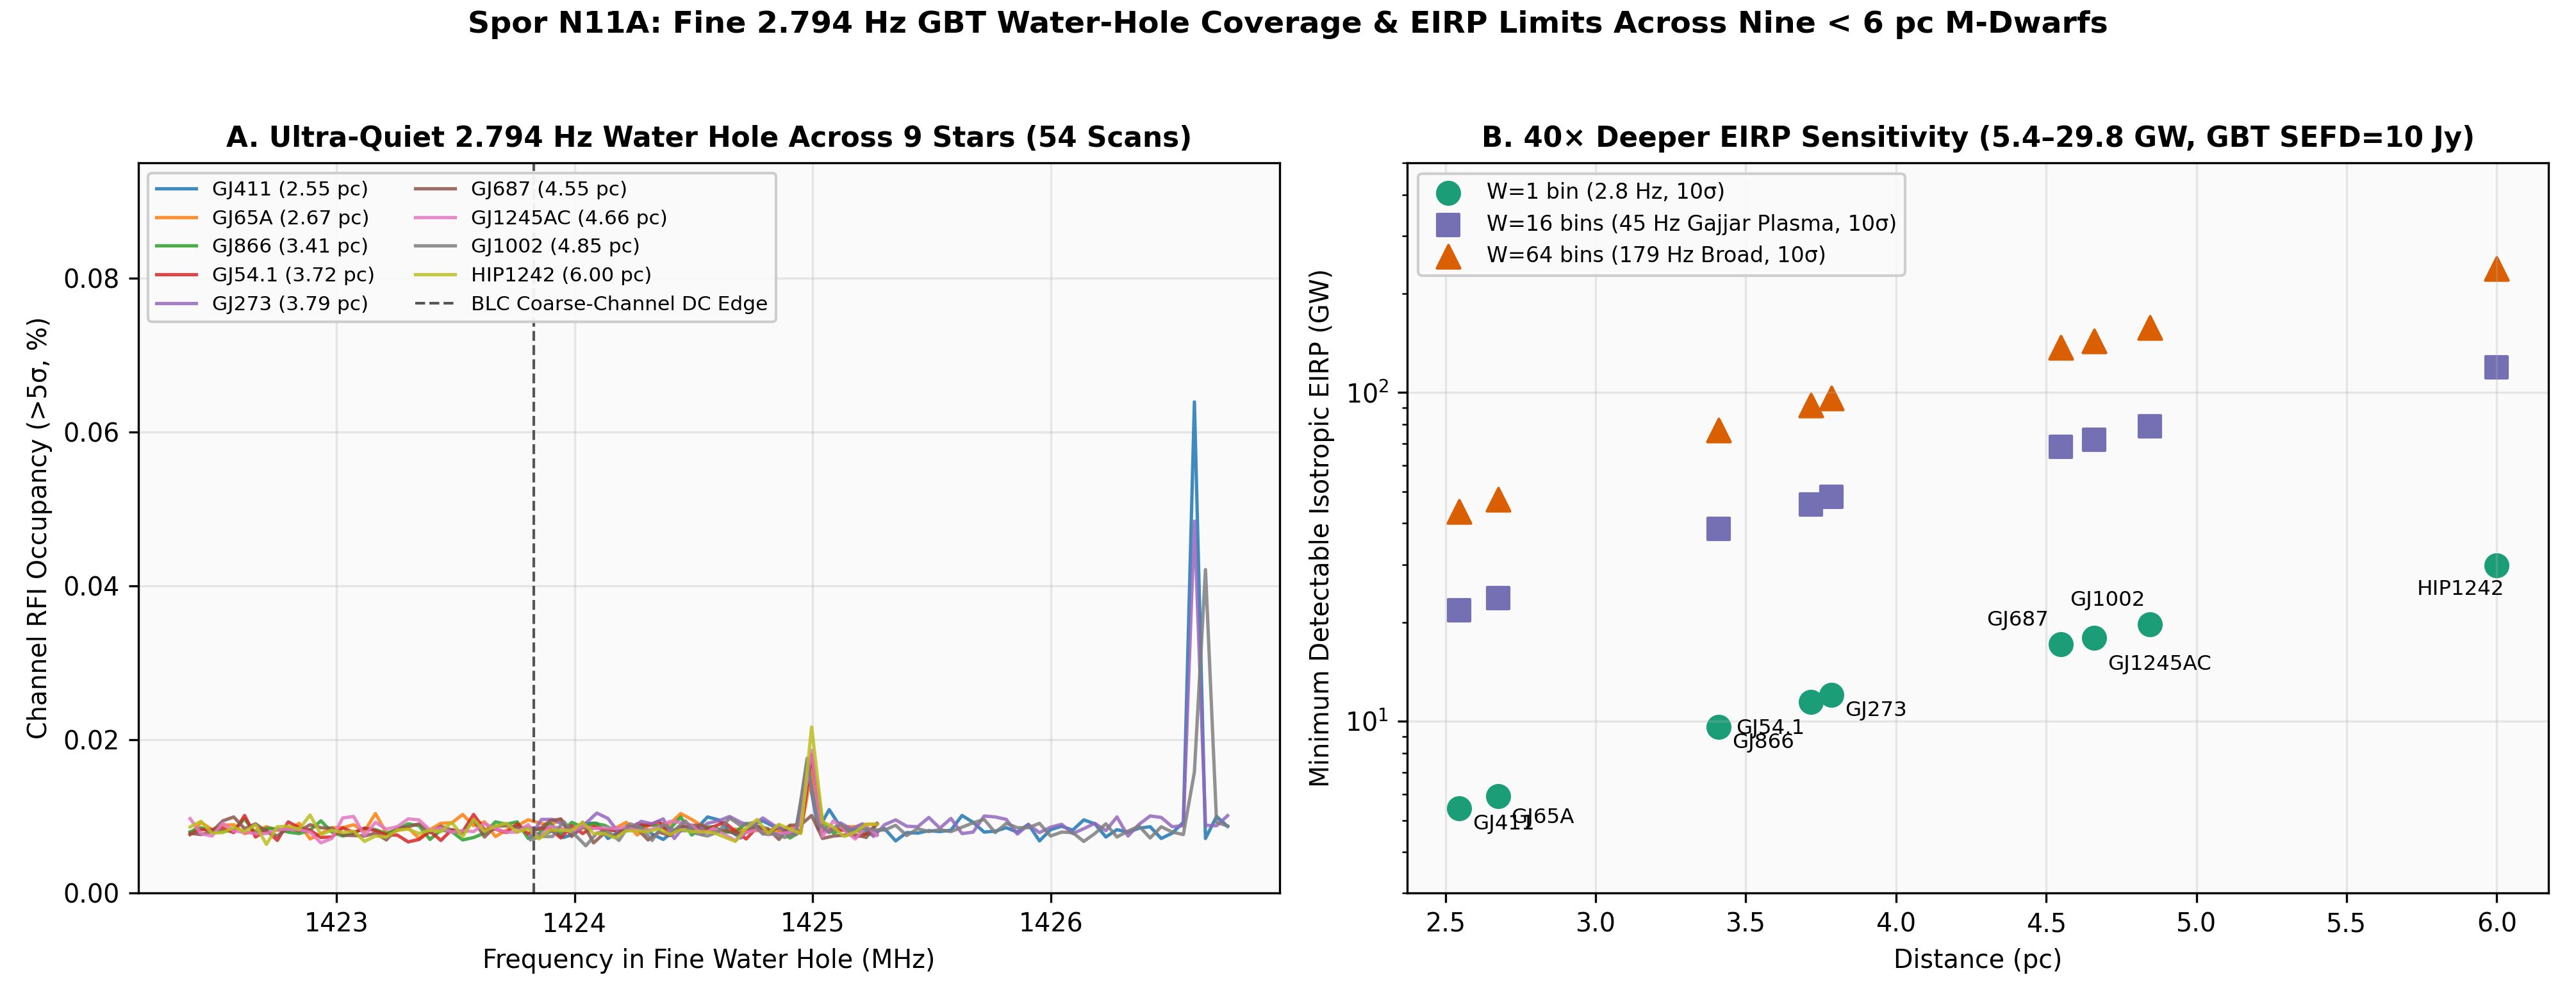 Spor N11A: Fine 2.794 Hz GBT Water-Hole Coverage & EIRP Limits Across Nine < 6 pc M-Dwarfs
A. Ultra-Quiet 2.794 Hz Water Hole Across 9 Stars (54 Scans)
GJ411 (2.55 pc)
GJ65A (2.67 pc)
GJ866 (3.41 pc)
GJ54.1 (3.72 pc)
GJ273 (3.79 pc)
GJ687 (4.55 pc)
GJ1245AC (4.66 pc)
GJ1002 (4.85 pc)
HIP1242 (6.00 pc)
BLC Coarse-Channel DC Edge
Channel RFI Occupancy (>5σ, %)
0.08
0.06
0.04
0.02
0.00
1423
1424
1425
1426
Frequency in Fine Water Hole (MHz)
B. 40× Deeper EIRP Sensitivity (5.4–29.8 GW, GBT SEFD=10 Jy)
W=1 bin (2.8 Hz, 10σ)
W=16 bins (45 Hz Gajjar Plasma, 10σ)
W=64 bins (179 Hz Broad, 10σ)
Minimum Detectable Isotropic EIRP (GW)
10²
10¹
HIP1242
GJ1002
GJ687
GJ1245AC
GJ273
GJ54.1
GJ866
GJ65A
GJ411
2.5
3.0
3.5
4.0
4.5
5.0
5.5
6.0
Distance (pc)